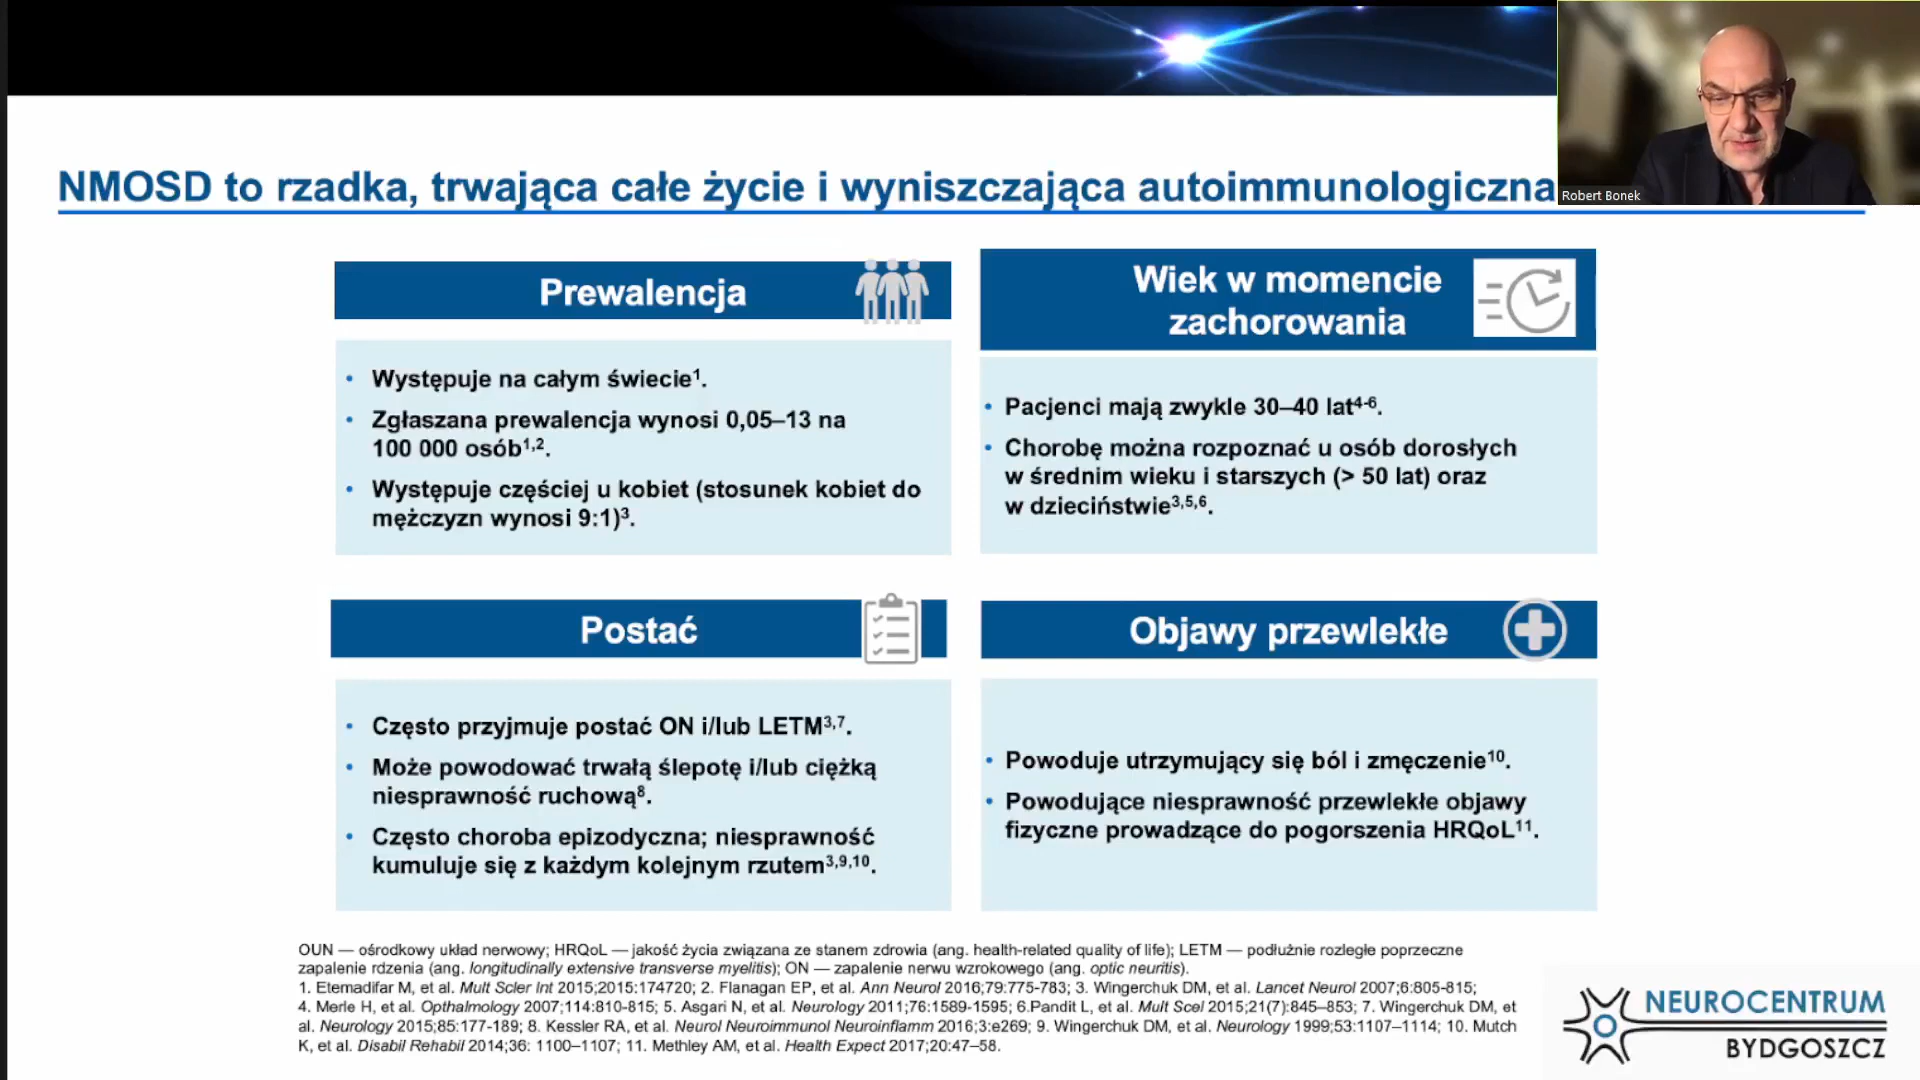 Robert Bonek
NMOSD to rzadka, trwająca całe życie i wyniszczająca autoimmunologiczna
Prewalencja
• Występuje na całym świecie¹.
• Zgłaszana prewalencja wynosi 0,05–13 na
100 000 osób¹,².
• Występuje częściej u kobiet (stosunek kobiet do
mężczyzn wynosi 9:1)³.
Wiek w momencie
zachorowania
• Pacjenci mają zwykle 30–40 lat⁴⁻⁶.
• Chorobę można rozpoznać u osób dorosłych
w średnim wieku i starszych (> 50 lat) oraz
w dzieciństwie³,⁵,⁶.
Postać
• Często przyjmuje postać ON i/lub LETM³,⁷.
• Może powodować trwałą ślepotę i/lub ciężką
niesprawność ruchową⁸.
• Często choroba epizodyczna; niesprawność
kumuluje się z każdym kolejnym rzutem³,⁹,¹⁰.
Objawy przewlekłe
• Powoduje utrzymujący się ból i zmęczenie¹⁰.
• Powodujące niesprawność przewlekłe objawy
fizyczne prowadzące do pogorszenia HRQoL¹¹.
OUN — ośrodkowy układ nerwowy; HRQoL — jakość życia związana ze stanem zdrowia (ang. health-related quality of life); LETM — podłużnie rozległe poprzeczne
zapalenie rdzenia (ang. longitudinally extensive transverse myelitis); ON — zapalenie nerwu wzrokowego (ang. optic neuritis).
1. Etemadifar M, et al. Mult Scler Int 2015;2015:174720; 2. Flanagan EP, et al. Ann Neurol 2016;79:775-783; 3. Wingerchuk DM, et al. Lancet Neurol 2007;6:805-815;
4. Merle H, et al. Opthalmology 2007;114:810-815; 5. Asgari N, et al. Neurology 2011;76:1589-1595; 6.Pandit L, et al. Mult Scel 2015;21(7):845–853; 7. Wingerchuk DM, et
al. Neurology 2015;85:177-189; 8. Kessler RA, et al. Neurol Neuroimmunol Neuroinflamm 2016;3:e269; 9. Wingerchuk DM, et al. Neurology 1999;53:1107–1114; 10. Mutch
K, et al. Disabil Rehabil 2014;36: 1100–1107; 11. Methley AM, et al. Health Expect 2017;20:47–58.
NEUROCENTRUM
BYDGOSZCZ